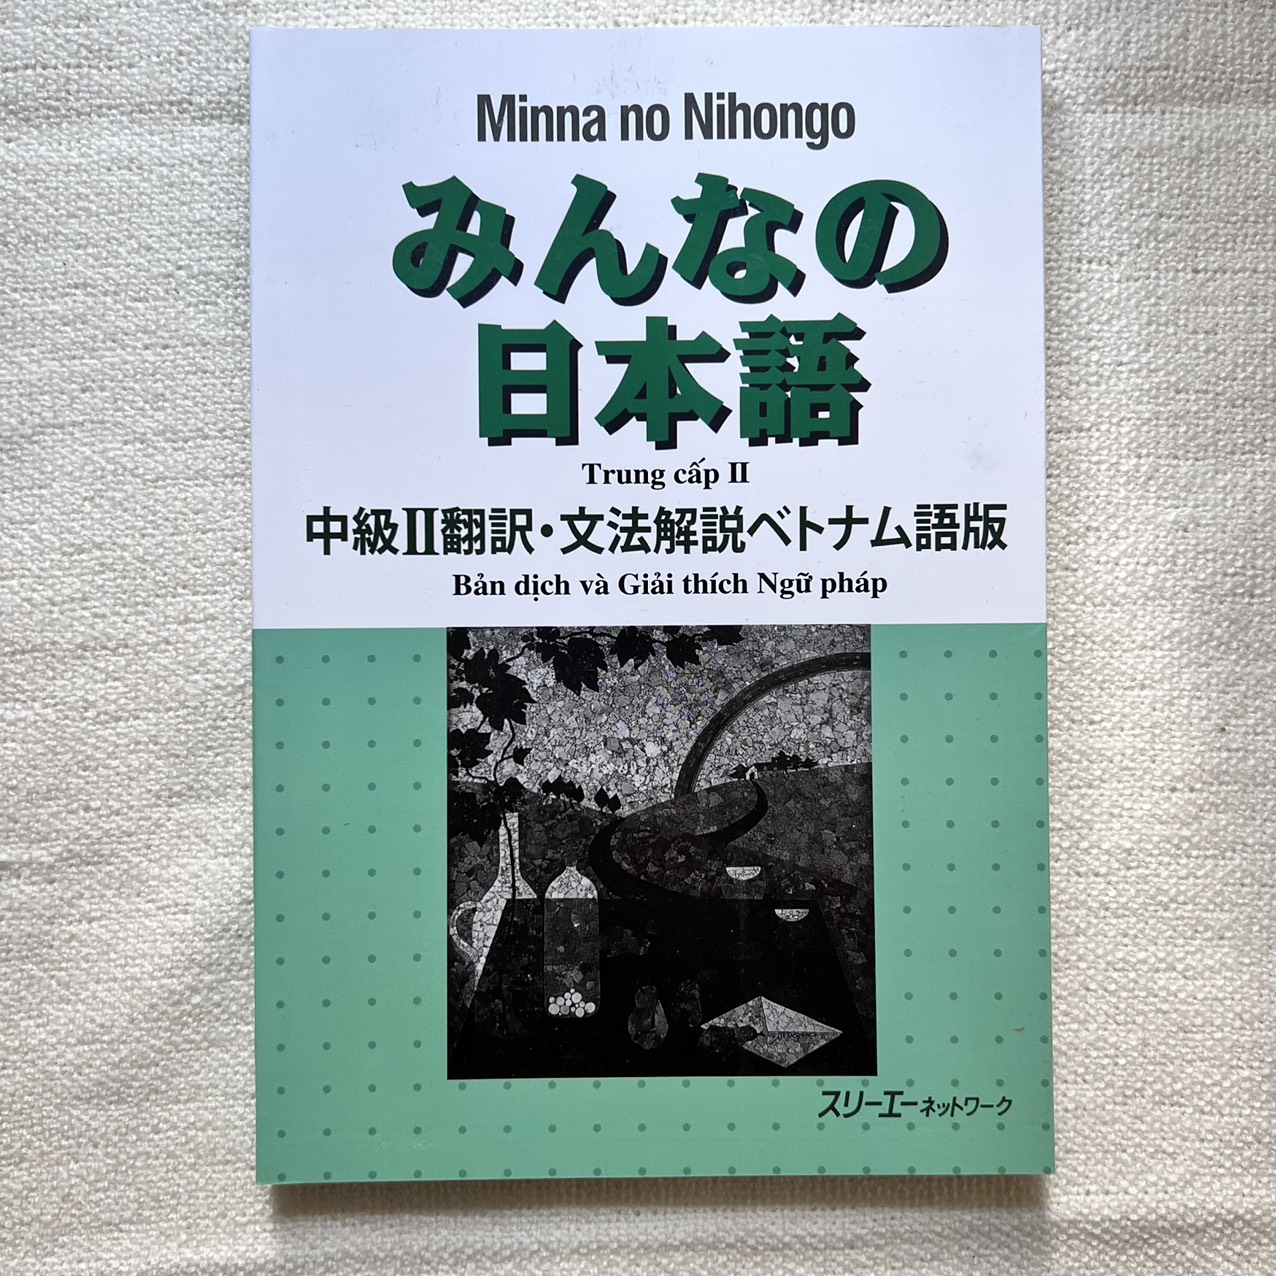 Minna no Nihongo
みんなの
日本語
Trung cấp II
中級II翻訳・文法解説ベトナム語版
Bản dịch và Giải thích Ngữ pháp
スリーエーネットワーク